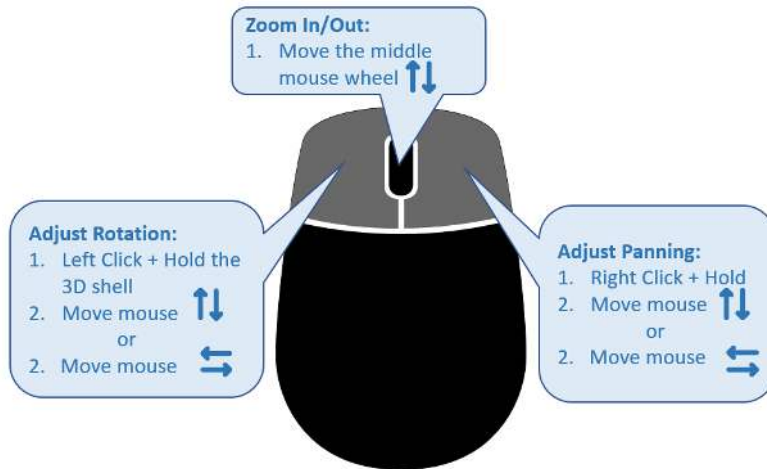 Zoom In/Out:
1. Move the middle
mouse wheel
Adjust Rotation:
1. Left Click + Hold the
3D shell
2. Move mouse
or
2. Move mouse
Adjust Panning:
1. Right Click + Hold
2. Move mouse
or
2. Move mouse